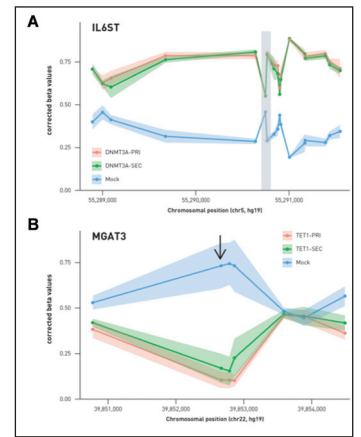 A
IL6ST
corrected beta values
0.75
0.50
0.25
0.00
DNMT3A-PRI
DNMT3A-SEC
Mock
55,289,000
55,290,000
55,291,000
Chromosomal position (chr5, hg19)
B
MGAT3
TET1-PRI
TET1-SEC
Mock
corrected beta values
0.75
0.50
0.25
0.00
39,851,000
39,852,000
39,853,000
39,854,000
Chromosomal position (chr22, hg19)